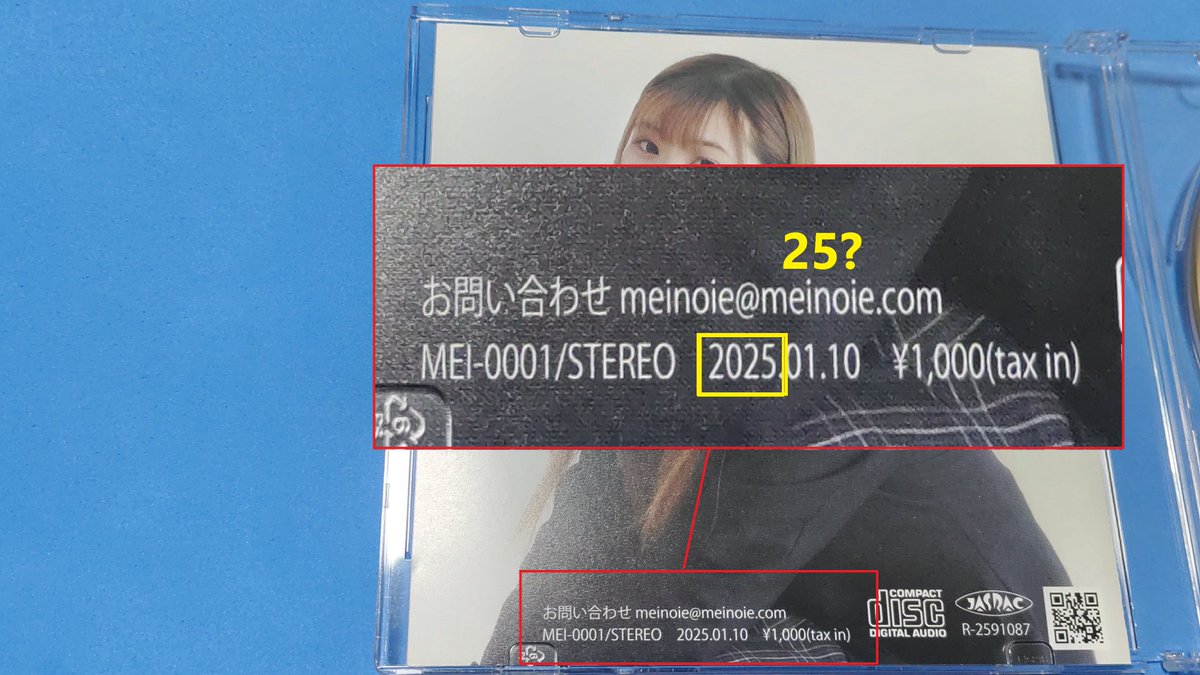 25?
お問い合わせ meinoie@meinoie.com
MEI-0001/STEREO 2025.01.10 ¥1,000(tax in)
お問い合わせ meinoie@meinoie.com
MEI-0001/STEREO 2025.01.10 ¥1,000(tax in)
COMPACT
disc
DIGITAL AUDIO
JASRAC
R-2591087